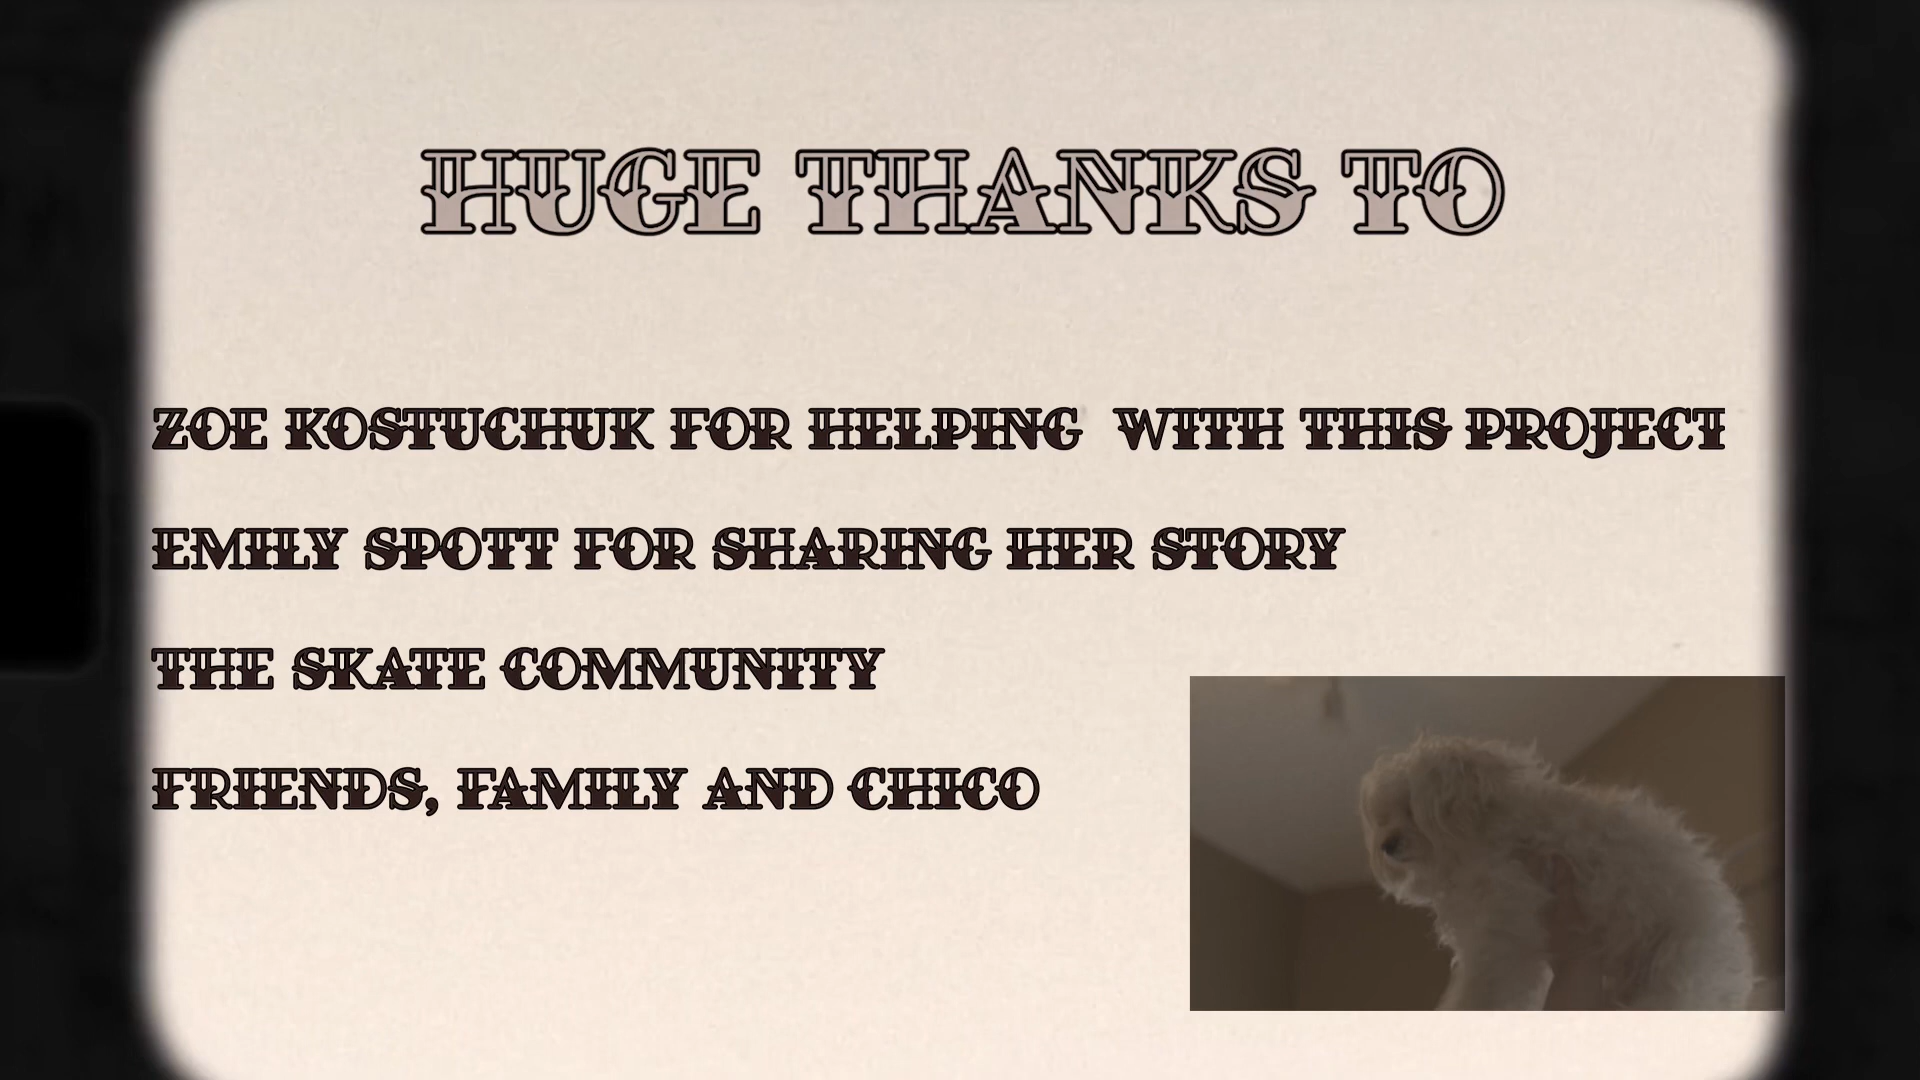 HUGE THANKS TO
ZOE KOSTUCHUK FOR HELPING WITH THIS PROJECT
EMILY SPOTT FOR SHARING HER STORY
THE SKATE COMMUNITY
FRIENDS, FAMILY AND CHICO